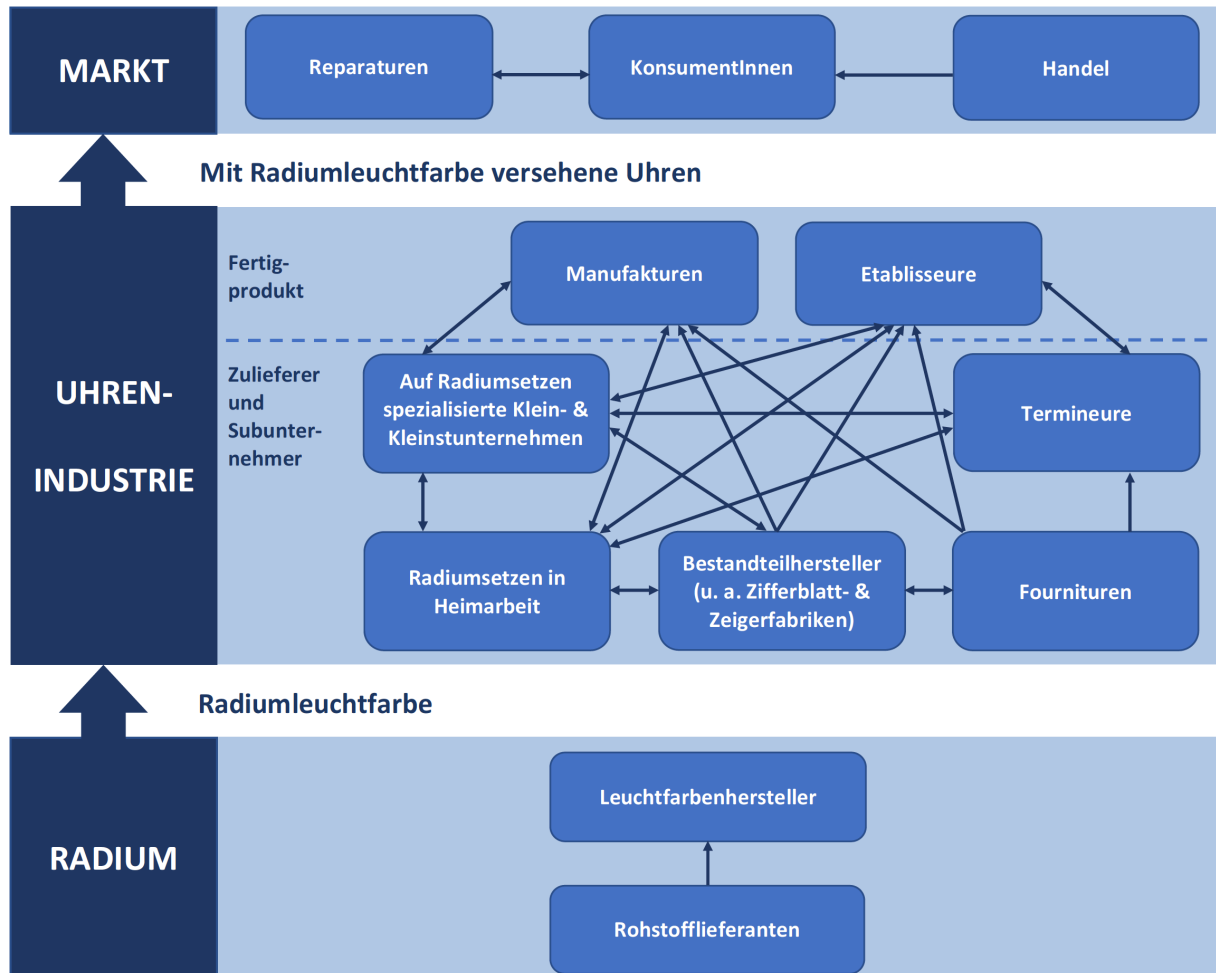 MARKT
Reparaturen
KonsumentInnen
Handel
Mit Radiumleuchtfarbe versehene Uhren
UHREN-
INDUSTRIE
Fertig-
produkt
Manufakturen
Etablisseure
Zulieferer
und
Subunter-
nehmer
Auf Radiumsetzen
spezialisierte Klein- &
Kleinstunternehmen
Termineure
Radiumsetzen in
Heimarbeit
Bestandteilhersteller
(u. a. Zifferblatt- &
Zeigerfabriken)
Fournituren
Radiumleuchtfarbe
RADIUM
Leuchtfarbenhersteller
Rohstofflieferanten